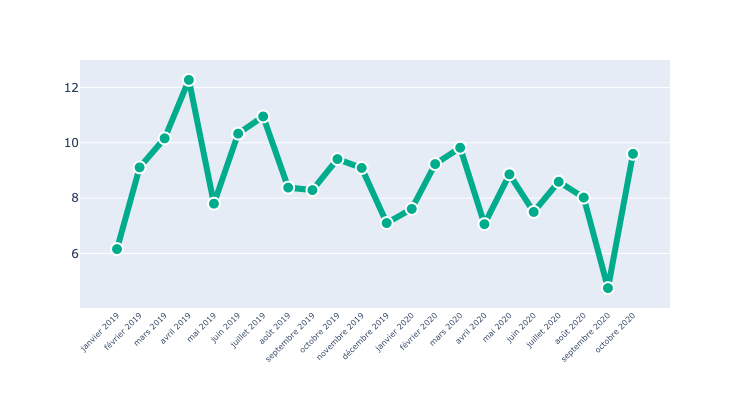 12
10
8
6
janvier 2019
février 2019
mars 2019
avril 2019
mai 2019
juin 2019
juillet 2019
août 2019
septembre 2019
octobre 2019
novembre 2019
décembre 2019
janvier 2020
février 2020
mars 2020
avril 2020
mai 2020
juin 2020
juillet 2020
août 2020
septembre 2020
octobre 2020